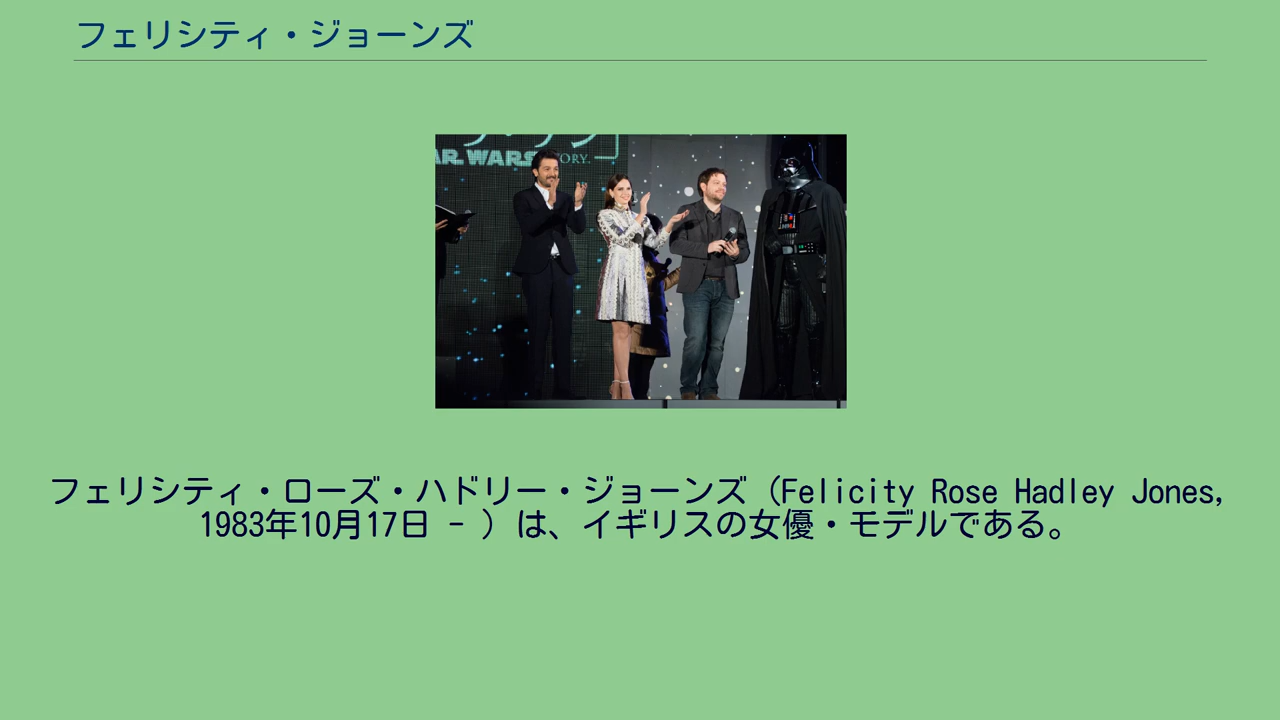 フェリシティ・ジョーンズ
AR WARS ORY.
フェリシティ・ローズ・ハドリー・ジョーンズ（Felicity Rose Hadley Jones,
1983年10月17日 - ）は、イギリスの女優・モデルである。